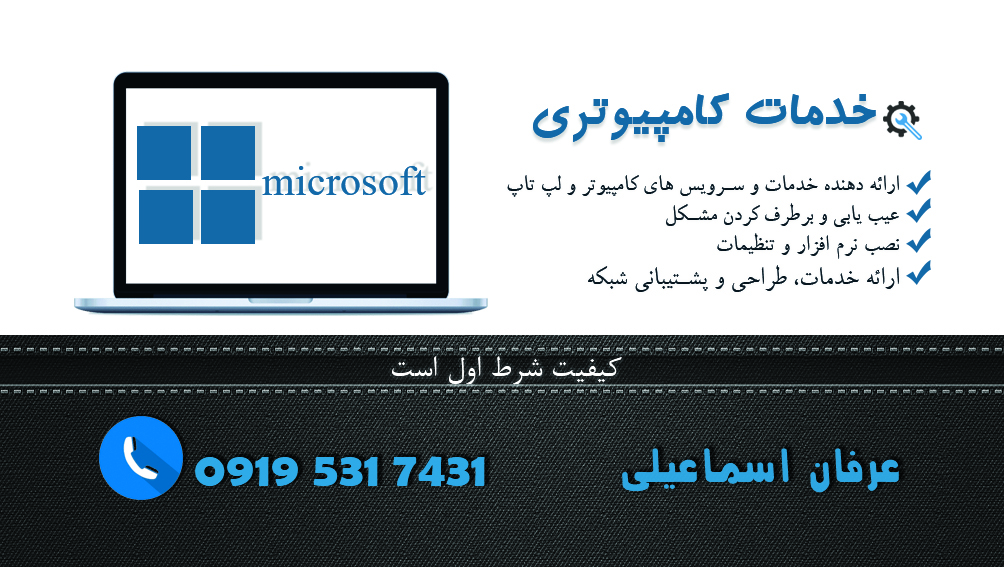 خدمات کامپیوتری
ارائه دهنده خدمات و سرویس های کامپیوتر و لپ تاپ
عیب یابی و برطرف کردن مشکل
نصب نرم افزار و تنظیمات
ارائه خدمات، طراحی و پشتیبانی شبکه
microsoft
کیفیت شرط اول است
عرفان اسماعیلی
0919 531 7431